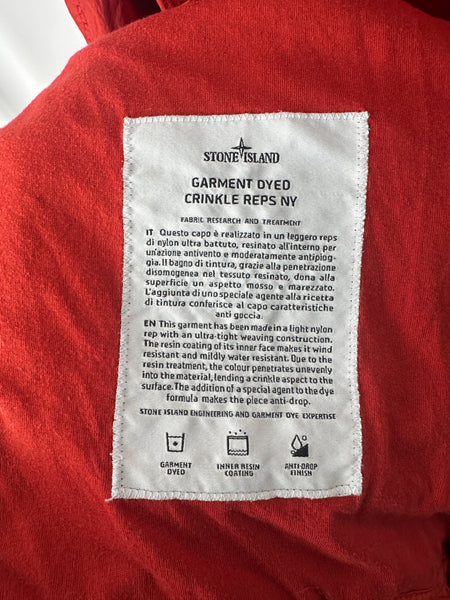 STONE ISLAND
GARMENT DYED
CRINKLE REPS NY
FABRIC RESEARCH AND TREATMENT
IT Questo capo è realizzato in un leggero reps
di nylon ultra battuto, resinato all'interno per
un'azione antivento e moderatamente antipiog-
gia. Il bagno di tintura, grazie alla penetrazione
disomogenea nel tessuto resinato, dona alla
superficie un aspetto mosso e marezzato.
L'aggiunta di uno speciale agente alla ricetta
di tintura conferisce al capo caratteristiche
anti goccia.
EN This garment has been made in a light nylon
rep with an ultra-tight weaving construction.
The resin coating of its inner face makes it wind
resistant and mildly water resistant. Due to the
resin treatment, the colour penetrates unevenly
into the material, lending a crinkle aspect to the
surface. The addition of a special agent to the dye
formula makes the piece anti-drop.
STONE ISLAND ENGINEERING AND GARMENT DYE EXPERTISE
GARMENT
DYED
INNER RESIN
COATING
ANTI-DROP
FINISH